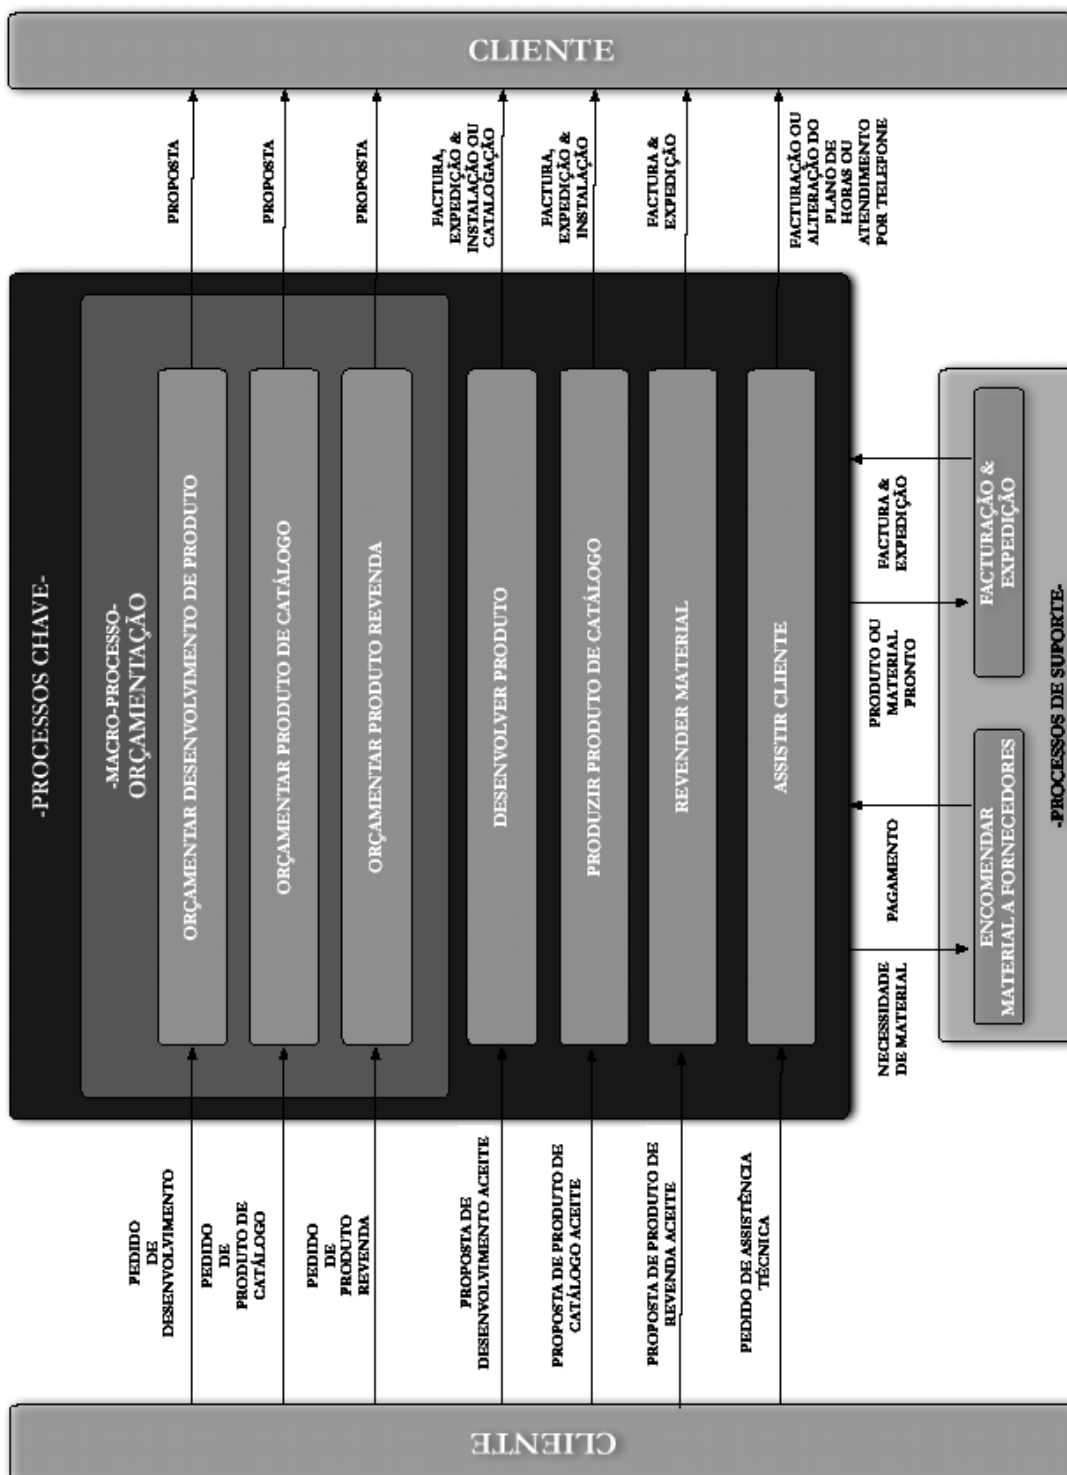 CLIENTE
PROPOSTA
PROPOSTA
PROPOSTA
FACTURA,
EXPEDIÇÃO &
INSTALAÇÃO OU
CATALOGAÇÃO
FACTURA,
EXPEDIÇÃO &
INSTALAÇÃO
FACTURA &
EXPEDIÇÃO
FACTURAÇÃO OU
ALTERAÇÃO DO
PLANO DE
HORAS OU
ATENDIMENTO
POR TELEFONE
-PROCESSOS CHAVE-
-MACRO-PROCESSO-
ORÇAMENTAÇÃO
ORÇAMENTAR DESENVOLVIMENTO DE PRODUTO
ORÇAMENTAR PRODUTO DE CATÁLOGO
ORÇAMENTAR PRODUTO REVENDA
DESENVOLVER PRODUTO
PRODUZIR PRODUTO DE CATÁLOGO
REVENDER MATERIAL
ASSISTIR CLIENTE
FACTURA &
EXPEDIÇÃO
PRODUTO OU
MATERIAL
PRONTO
PAGAMENTO
NECESSIDADE
DE MATERIAL
FACTURAÇÃO &
EXPEDIÇÃO
ENCOMENDAR
MATERIAL A FORNECEDORES
-PROCESSOS DE SUPORTE-
PEDIDO
DE
DESENVOLVIMENTO
PEDIDO
DE
PRODUTO DE
CATÁLOGO
PEDIDO
DE
PRODUTO
REVENDA
PROPOSTA DE
DESENVOLVIMENTO ACEITE
PROPOSTA DE PRODUTO DE
CATÁLOGO ACEITE
PROPOSTA DE PRODUTO DE
REVENDA ACEITE
PEDIDO DE ASSISTÊNCIA
TÉCNICA
CLIENTE